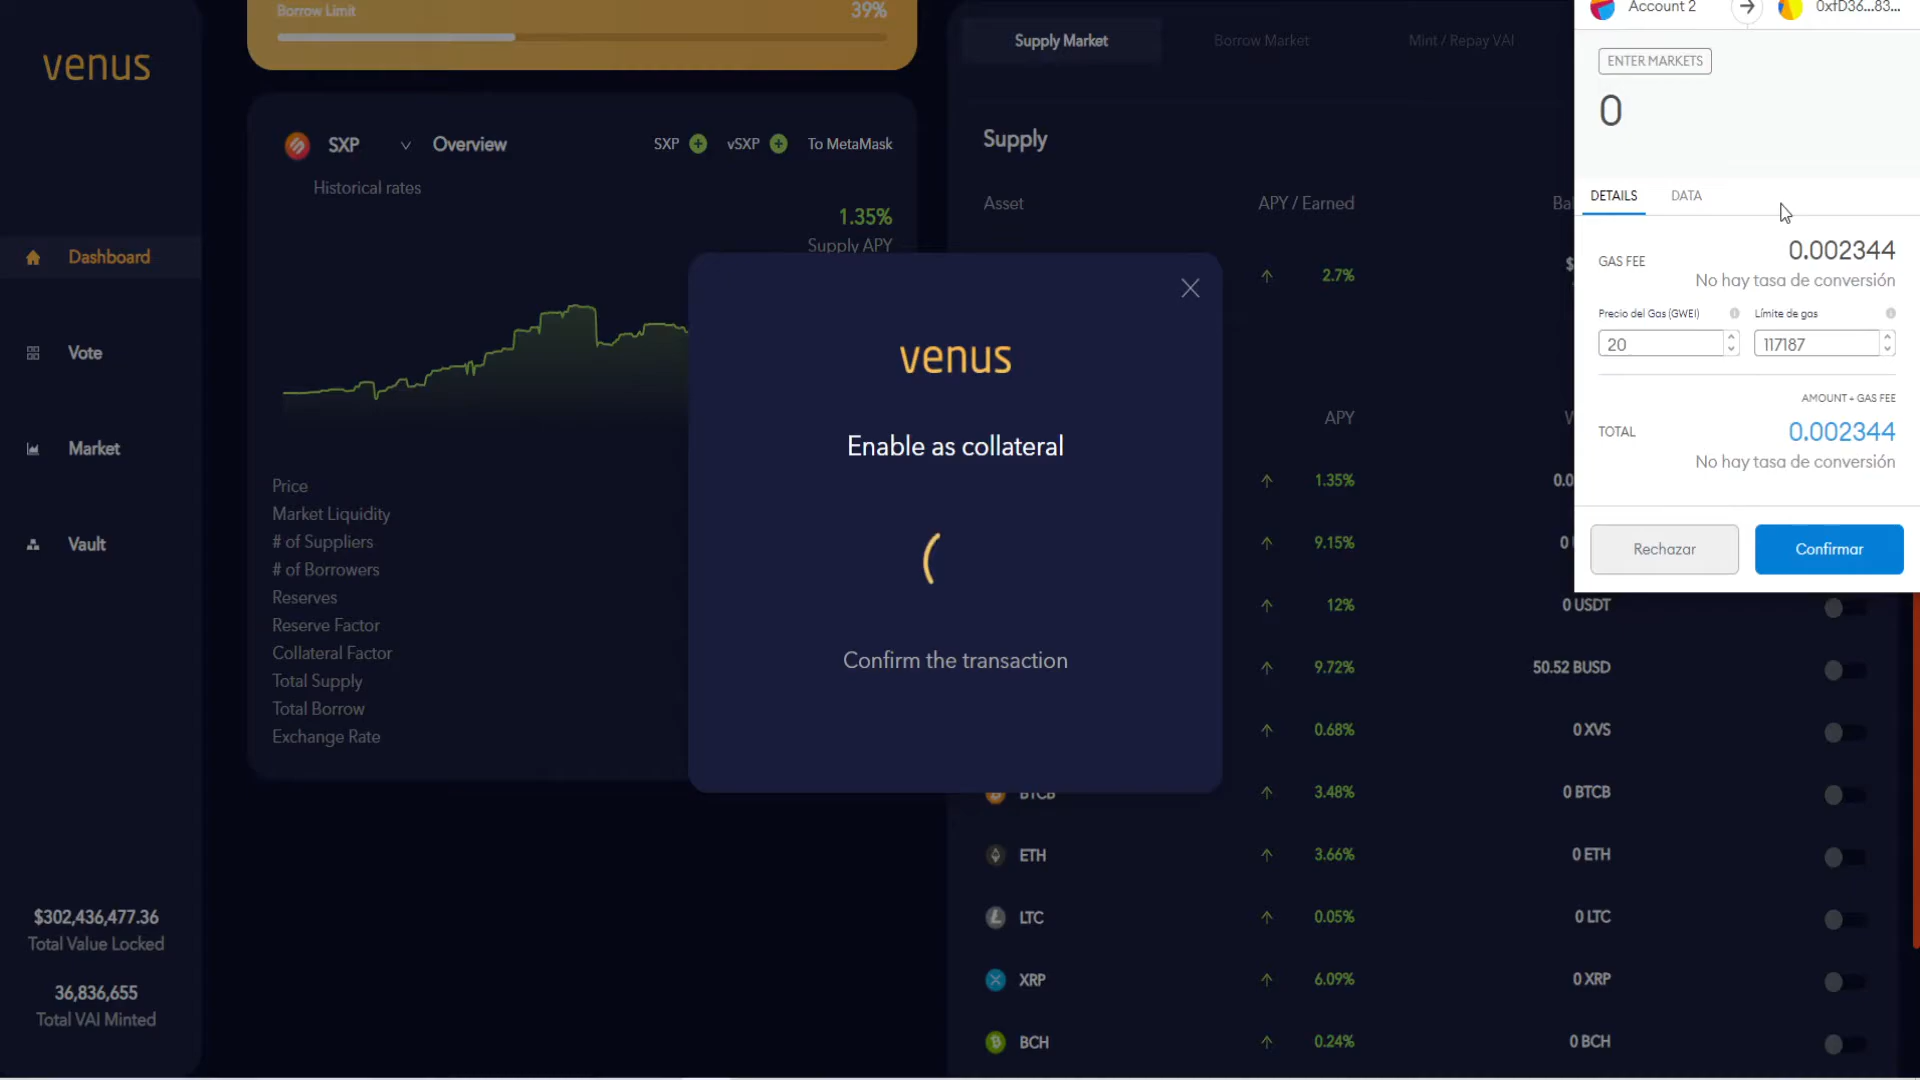 venus
Dashboard
Vote
Market
Vault
$302,436,477.36
Total Value Locked
36,836,655
Total VAI Minted
Borrow Limit
39%
SXP
Overview
SXP
vSXP
To MetaMask
Historical rates
1.35%
Supply APY
Price
Market Liquidity
# of Suppliers
# of Borrowers
Reserves
Reserve Factor
Collateral Factor
Total Supply
Total Borrow
Exchange Rate
venus
Enable as collateral
Confirm the transaction
Supply Market
Borrow Market
Mint / Repay VAI
Supply
Asset
APY / Earned
2.7%
$
APY
1.35%
9.15%
12%
0 USDT
9.72%
50.52 BUSD
0.68%
0 XVS
BTCB
3.48%
0 BTCB
ETH
3.66%
0 ETH
LTC
0.05%
0 LTC
XRP
6.09%
0 XRP
BCH
0.24%
0 BCH
Account 2
0xfD36...83...
ENTER MARKETS
0
DETAILS
DATA
GAS FEE
0.002344
No hay tasa de conversión
Precio del Gas (GWEI)
Límite de gas
20
117187
AMOUNT + GAS FEE
TOTAL
0.002344
No hay tasa de conversión
Rechazar
Confirmar